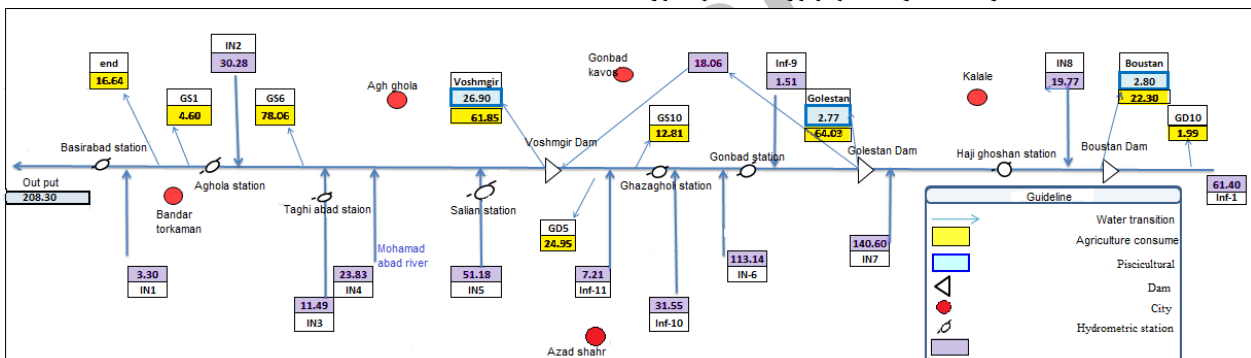 end
16.64
GS1
4.60
IN2
30.28
GS6
78.06
Agh ghola
Voshmgir
26.90
61.85
Gonbad
kavos
18.06
GS10
12.81
Inf-9
1.51
Golestan
2.77
64.03
Kalale
IN8
19.77
Boustan
2.80
22.30
GD10
1.99
Basirabad station
Aghola station
Voshmgir Dam
Ghazagholi station
Gonbad station
Golestan Dam
Haji ghoshan station
Boustan Dam
Out put
208.30
Bandar
torkaman
Taghi abad staion
Mohamad
abad river
Salian station
GD5
24.95
61.40
Inf-1
3.30
IN1
11.49
IN3
23.83
IN4
51.18
IN5
7.21
Inf-11
31.55
Inf-10
113.14
IN-6
140.60
IN7
Azad shahr
Guideline
Water transition
Agriculture consume
Piscicultural
Dam
City
Hydrometric station